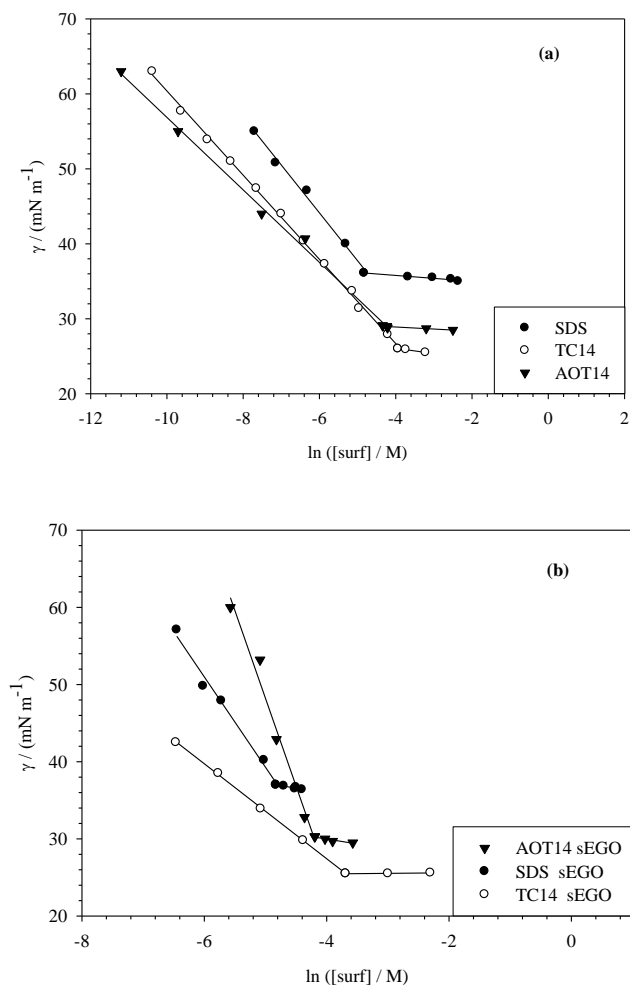 70
(a)
60
50
γ / (mN m⁻¹)
40
30
SDS
TC14
AOT14
20
-12 -10 -8 -6 -4 -2 0 2
ln ([surf] / M)
70
(b)
60
50
γ / (mN m⁻¹)
40
30
AOT14 sEGO
SDS sEGO
TC14 sEGO
20
-8 -6 -4 -2 0
ln ([surf] / M)